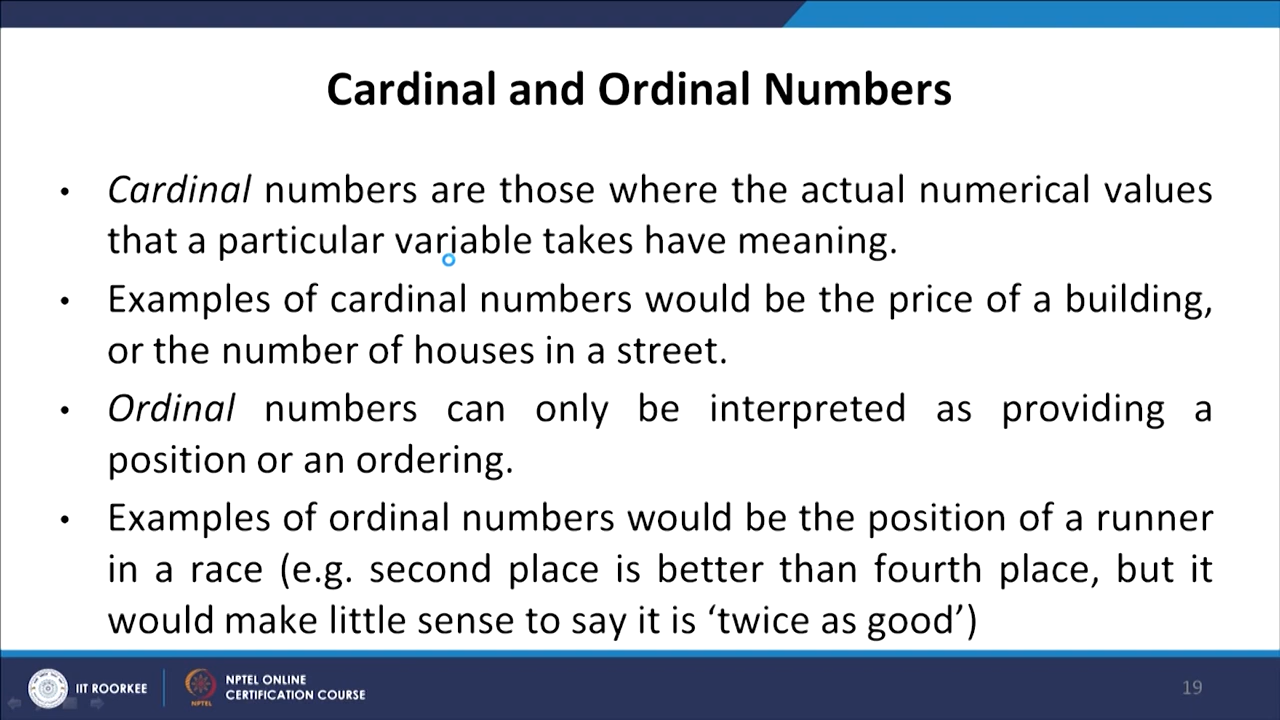 Cardinal and Ordinal Numbers
• Cardinal numbers are those where the actual numerical values
that a particular variable takes have meaning.
• Examples of cardinal numbers would be the price of a building,
or the number of houses in a street.
• Ordinal numbers can only be interpreted as providing a
position or an ordering.
• Examples of ordinal numbers would be the position of a runner
in a race (e.g. second place is better than fourth place, but it
would make little sense to say it is ‘twice as good’)
IIT ROORKEE
NPTEL
NPTEL ONLINE
CERTIFICATION COURSE
19